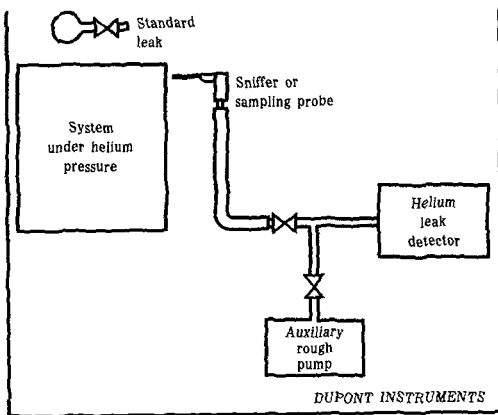 Standard
leak
Sniffer or
sampling probe
System
under helium
pressure
Helium
leak
detector
Auxiliary
rough
pump
DUPONT INSTRUMENTS